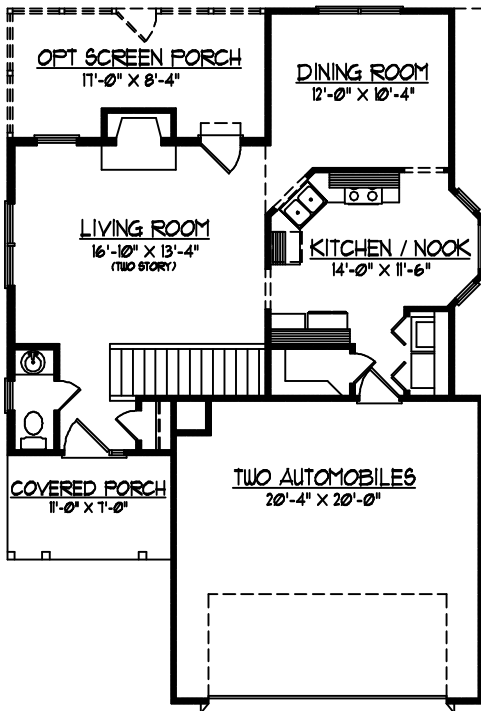 OPT SCREEN PORCH
17'-0" X 8'-4"
DINING ROOM
12'-0" X 10'-4"
LIVING ROOM
16'-10" X 13'-4"
(TWO STORY)
KITCHEN / NOOK
14'-0" X 11'-6"
TWO AUTOMOBILES
20'-4" X 20'-0"
COVERED PORCH
11'-0" X 7'-0"